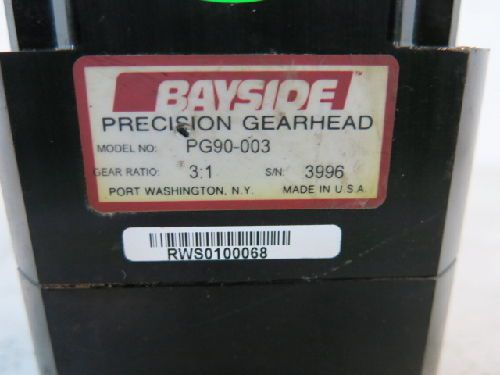 BAYSIDE
PRECISION GEARHEAD
MODEL NO: PG90-003
GEAR RATIO: 3:1 S/N: 3996
PORT WASHINGTON, N.Y. MADE IN U.S.A.
RWS0100068